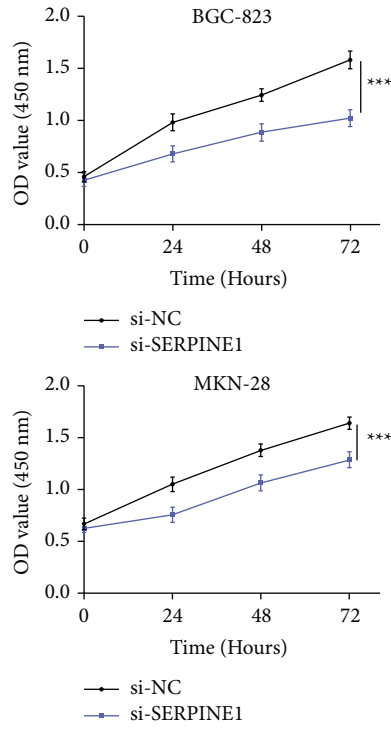 BGC-823
2.0
1.5
1.0
0.5
0.0
OD value (450 nm)
***
0 24 48 72
Time (Hours)
si-NC
si-SERPINE1
MKN-28
2.0
1.5
1.0
0.5
0.0
OD value (450 nm)
***
0 24 48 72
Time (Hours)
si-NC
si-SERPINE1